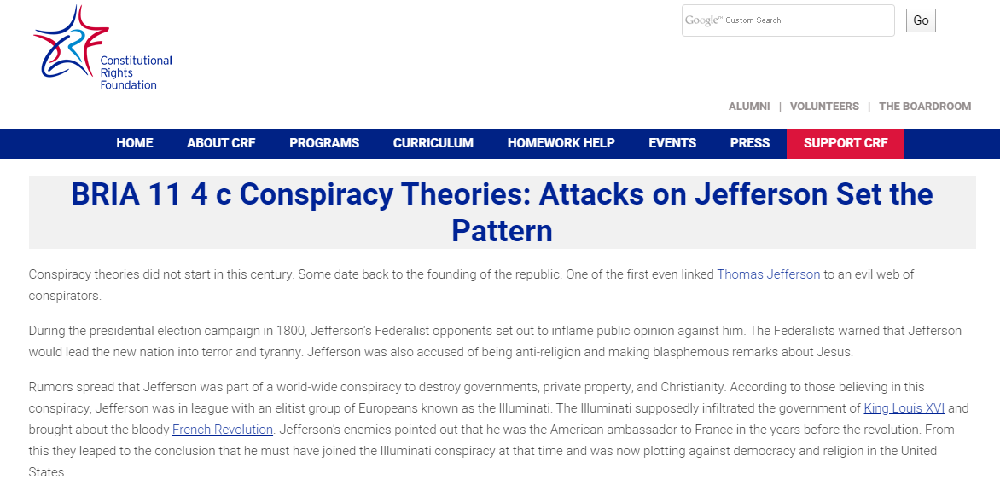 Constitutional
Rights
Foundation
Google™ Custom Search
Go
ALUMNI | VOLUNTEERS | THE BOARDROOM
HOME ABOUT CRF PROGRAMS CURRICULUM HOMEWORK HELP EVENTS PRESS SUPPORT CRF
BRIA 11 4 c Conspiracy Theories: Attacks on Jefferson Set the
Pattern
Conspiracy theories did not start in this century. Some date back to the founding of the republic. One of the first even linked Thomas Jefferson to an evil web of
conspirators.
During the presidential election campaign in 1800, Jefferson's Federalist opponents set out to inflame public opinion against him. The Federalists warned that Jefferson
would lead the new nation into terror and tyranny. Jefferson was also accused of being anti-religion and making blasphemous remarks about Jesus.
Rumors spread that Jefferson was part of a world-wide conspiracy to destroy governments, private property, and Christianity. According to those believing in this
conspiracy, Jefferson was in league with an elitist group of Europeans known as the Illuminati. The Illuminati supposedly infiltrated the government of King Louis XVI and
brought about the bloody French Revolution. Jefferson's enemies pointed out that he was the American ambassador to France in the years before the revolution. From
this they leaped to the conclusion that he must have joined the Illuminati conspiracy at that time and was now plotting against democracy and religion in the United
States.